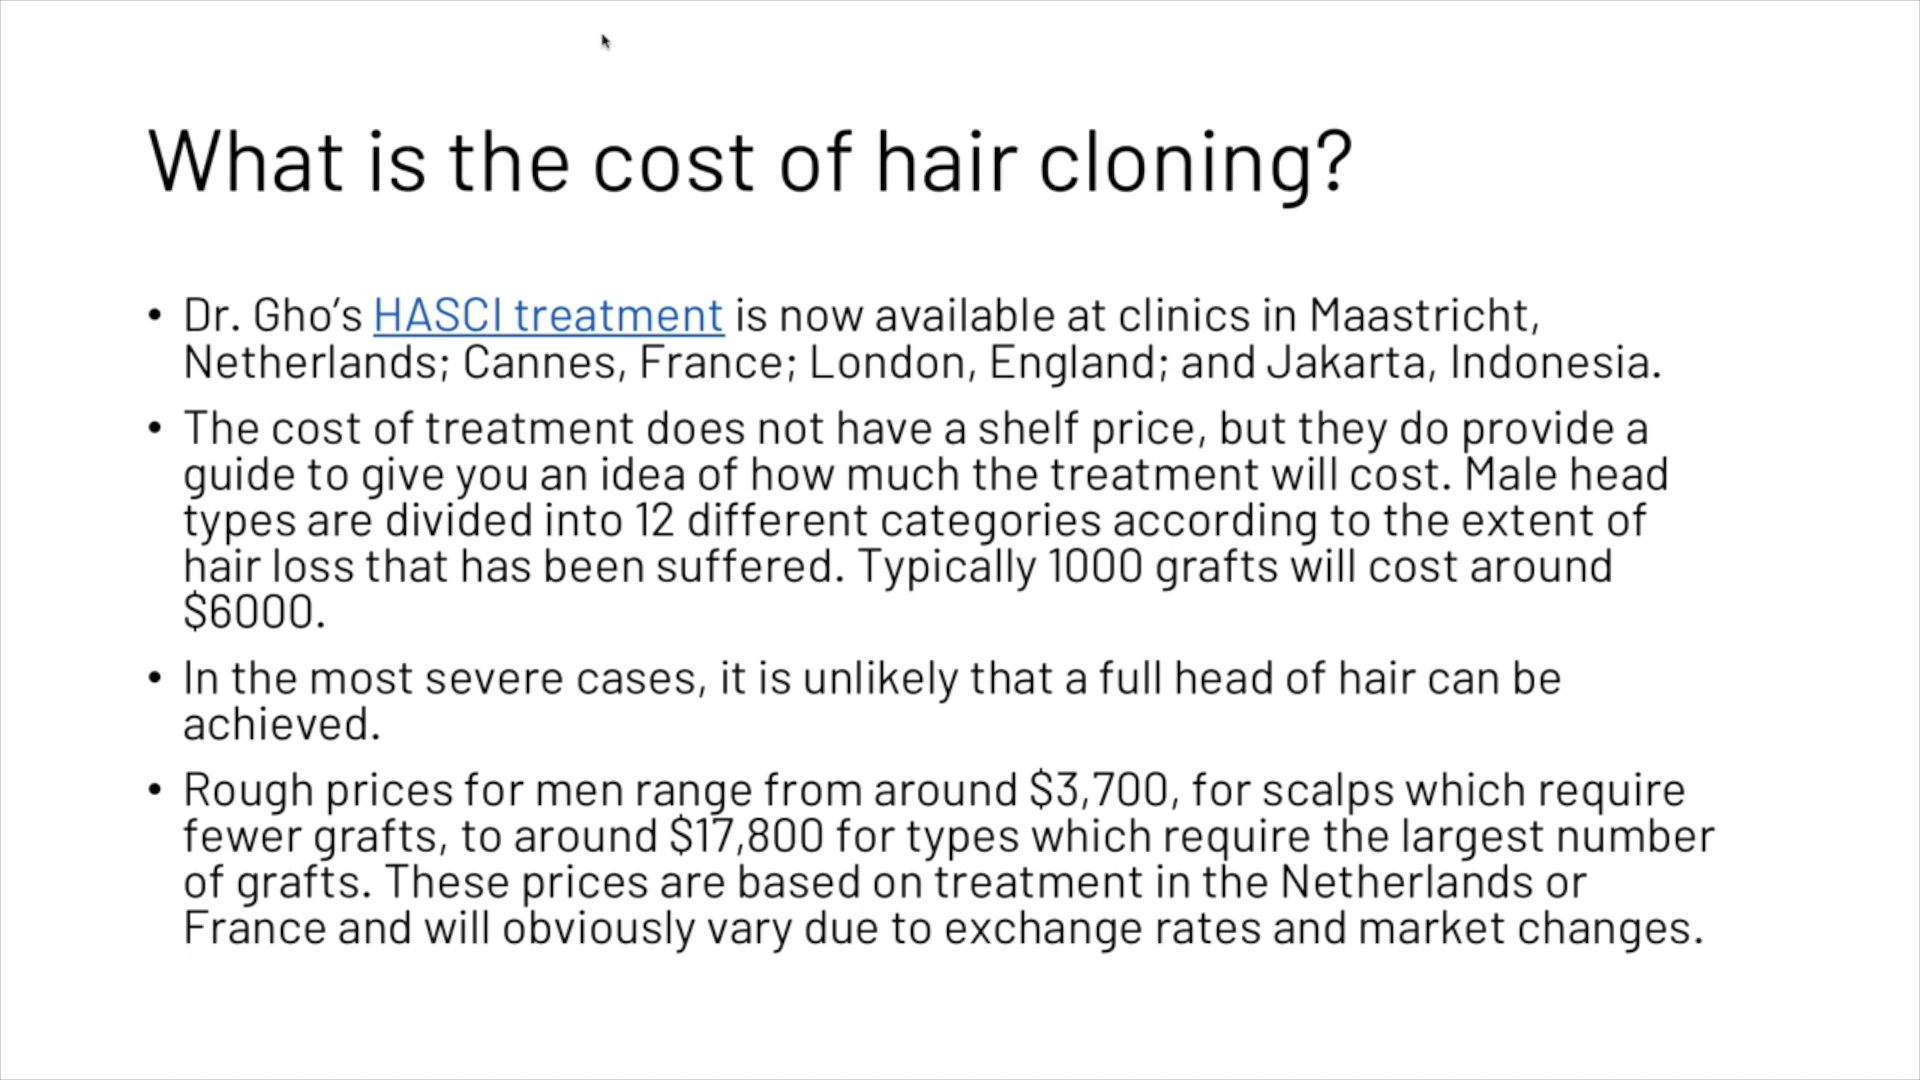 What is the cost of hair cloning?
• Dr. Gho’s HASCI treatment is now available at clinics in Maastricht,
Netherlands; Cannes, France; London, England; and Jakarta, Indonesia.
• The cost of treatment does not have a shelf price, but they do provide a
guide to give you an idea of how much the treatment will cost. Male head
types are divided into 12 different categories according to the extent of
hair loss that has been suffered. Typically 1000 grafts will cost around
$6000.
• In the most severe cases, it is unlikely that a full head of hair can be
achieved.
• Rough prices for men range from around $3,700, for scalps which require
fewer grafts, to around $17,800 for types which require the largest number
of grafts. These prices are based on treatment in the Netherlands or
France and will obviously vary due to exchange rates and market changes.